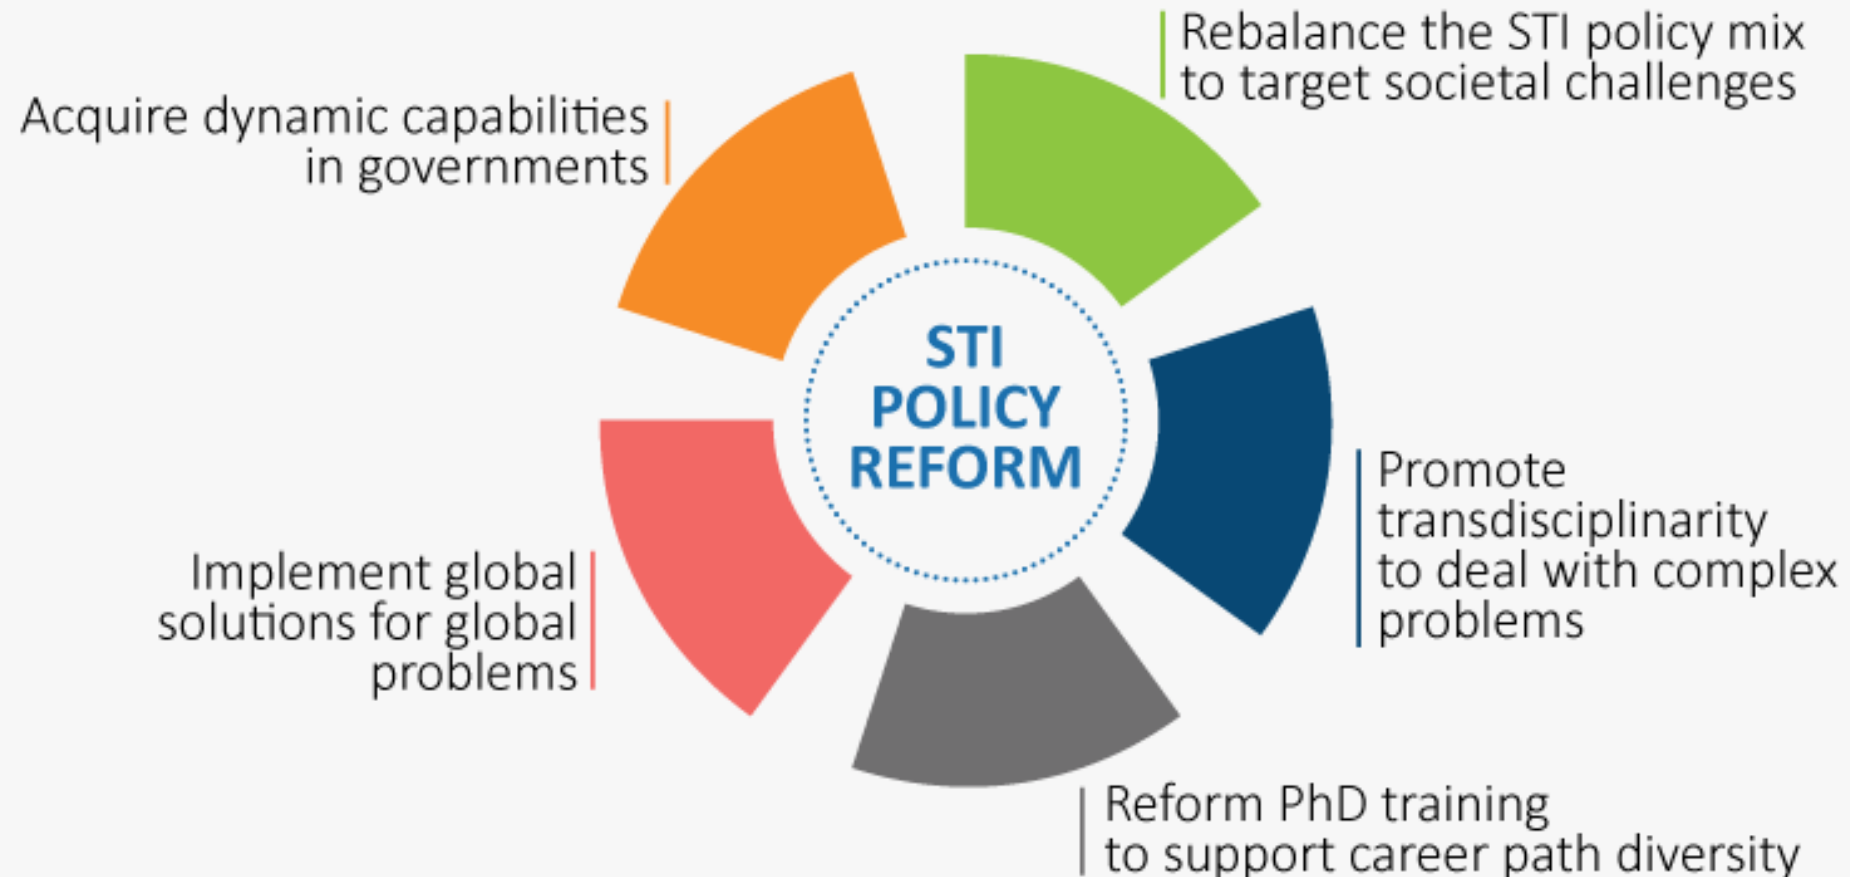 Rebalance the STI policy mix
to target societal challenges
Acquire dynamic capabilities
in governments
STI
POLICY
REFORM
Promote
transdisciplinarity
to deal with complex
problems
Implement global
solutions for global
problems
Reform PhD training
to support career path diversity